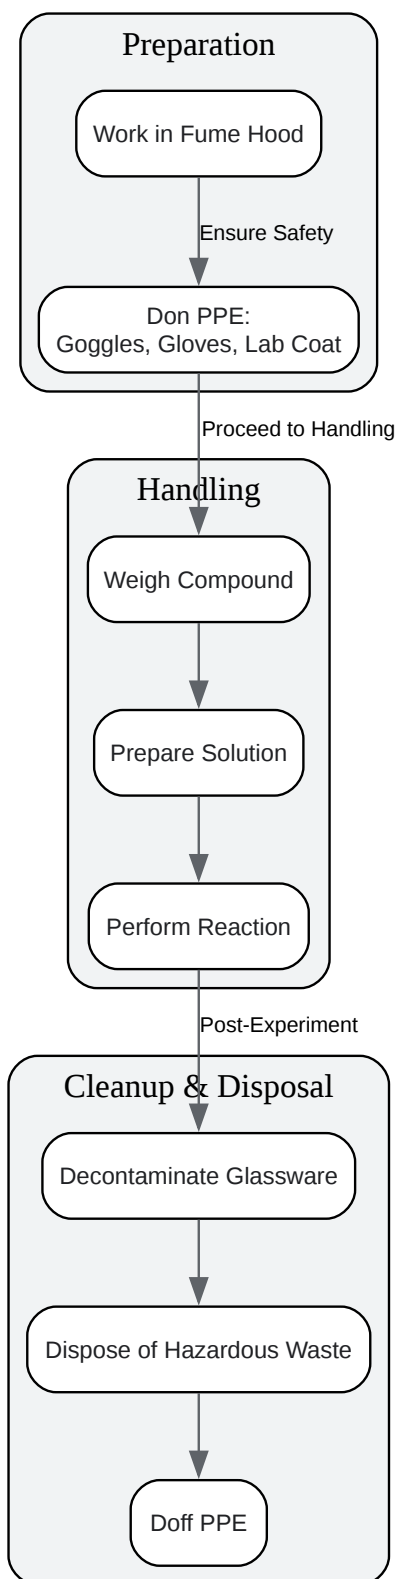 Preparation
Work in Fume Hood
Ensure Safety
Don PPE:
Goggles, Gloves, Lab Coat
Proceed to Handling
Handling
Weigh Compound
Prepare Solution
Perform Reaction
Post-Experiment
Cleanup & Disposal
Decontaminate Glassware
Dispose of Hazardous Waste
Doff PPE